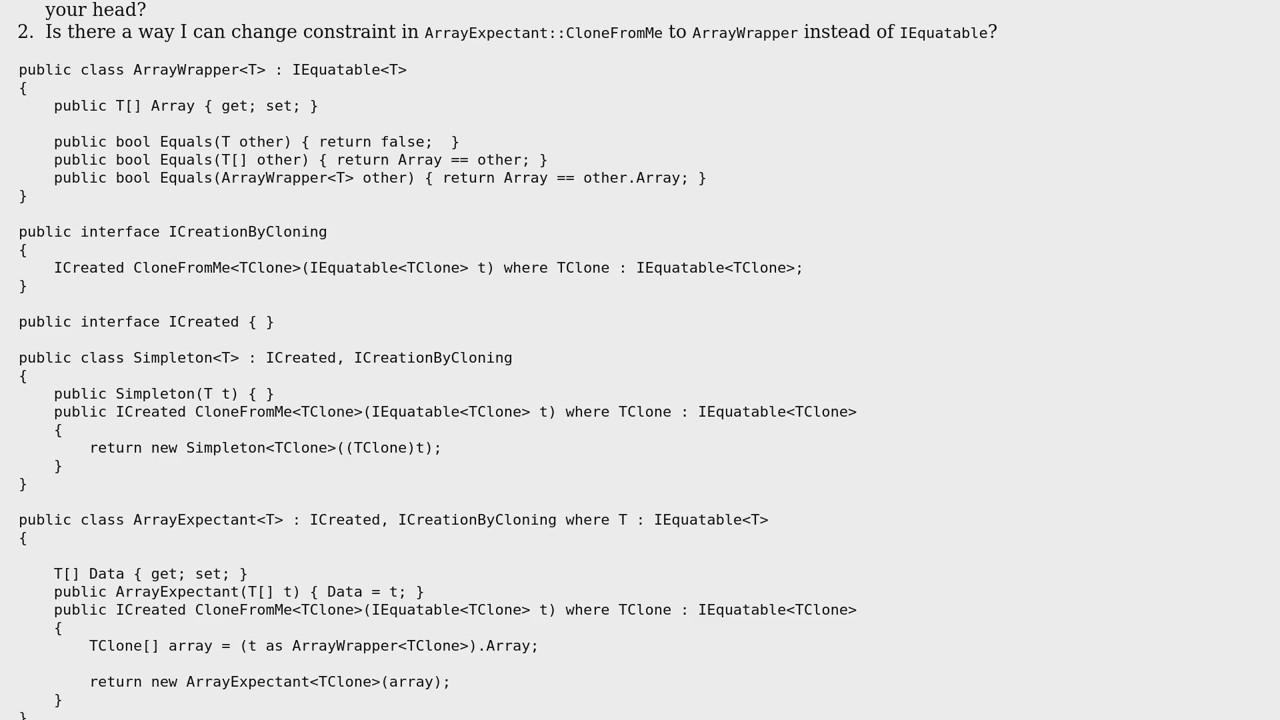 your head?
2. Is there a way I can change constraint in ArrayExpectant::CloneFromMe to ArrayWrapper instead of IEquatable?
public class ArrayWrapper<T> : IEquatable<T>
{
    public T[] Array { get; set; }

    public bool Equals(T other) { return false;  }
    public bool Equals(T[] other) { return Array == other; }
    public bool Equals(ArrayWrapper<T> other) { return Array == other.Array; }
}

public interface ICreationByCloning
{
    ICreated CloneFromMe<TClone>(IEquatable<TClone> t) where TClone : IEquatable<TClone>;
}

public interface ICreated { }

public class Simpleton<T> : ICreated, ICreationByCloning
{
    public Simpleton(T t) { }
    public ICreated CloneFromMe<TClone>(IEquatable<TClone> t) where TClone : IEquatable<TClone>
    {
        return new Simpleton<TClone>((TClone)t);
    }
}

public class ArrayExpectant<T> : ICreated, ICreationByCloning where T : IEquatable<T>
{

    T[] Data { get; set; }
    public ArrayExpectant(T[] t) { Data = t; }
    public ICreated CloneFromMe<TClone>(IEquatable<TClone> t) where TClone : IEquatable<TClone>
    {
        TClone[] array = (t as ArrayWrapper<TClone>).Array;

        return new ArrayExpectant<TClone>(array);
    }
}